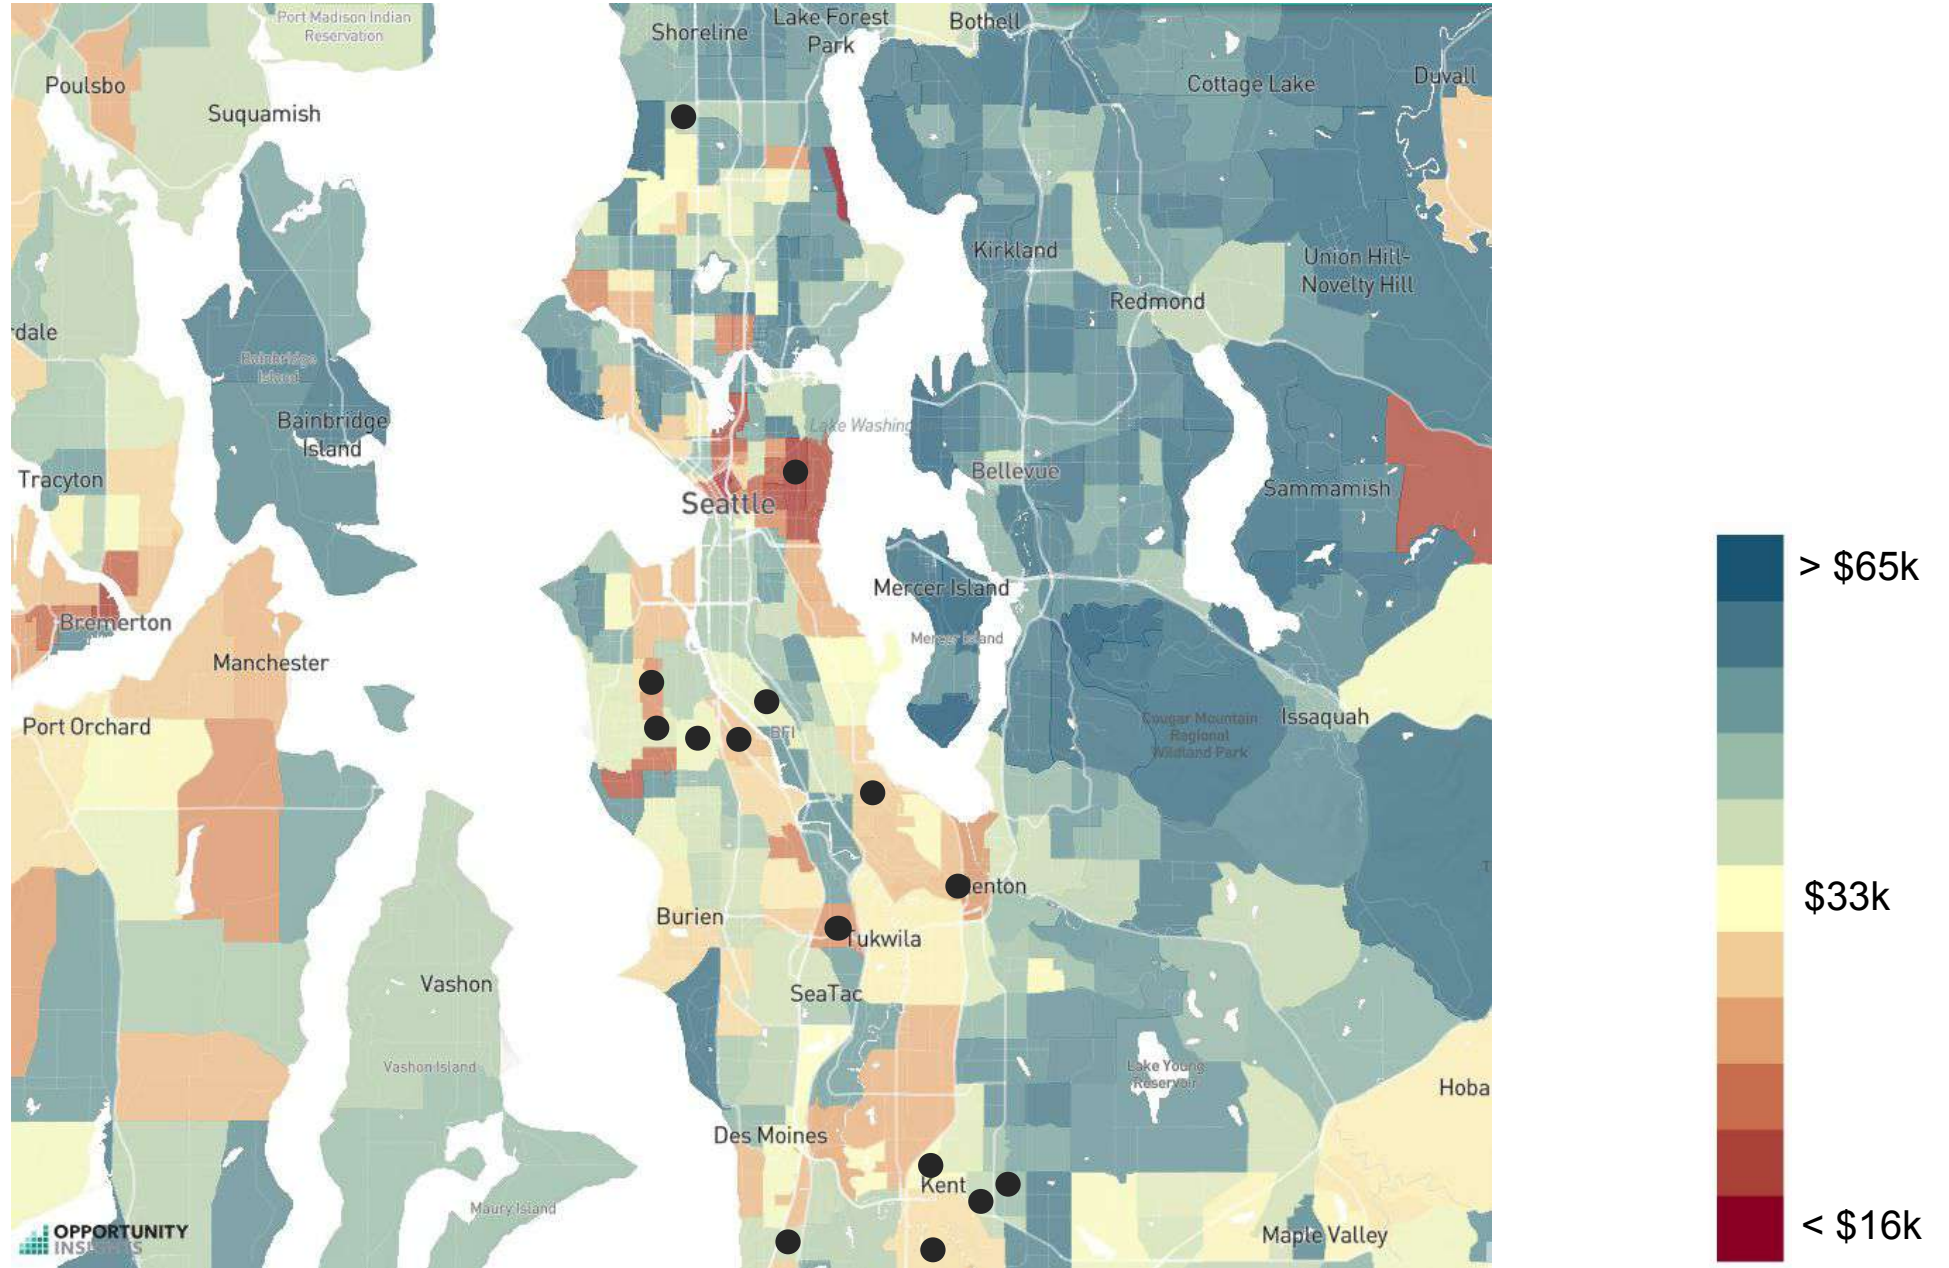 Port Madison Indian
Reservation
Shoreline
Lake Forest
Park
Bothell
Poulsbo
Suquamish
Cottage Lake
Duvall
Kirkland
Union Hill-
Novelty Hill
Redmond
rdale
Bainbridge
Island
Bainbridge
Island
Lake Washing
Tracyton
Bellevue
Sammamish
Seattle
> $65k
Bremerton
Mercer Island
Mercer Island
Manchester
Port Orchard
BFI
Cougar Mountain
Regional
Wildland Park
Issaquah
$33k
enton
Burien
Tukwila
Vashon
SeaTac
Vashon Island
Lake Young
Reservoir
Hoba
Des Moines
Kent
Maury Island
Maple Valley
< $16k
OPPORTUNITY
INSIGHTS